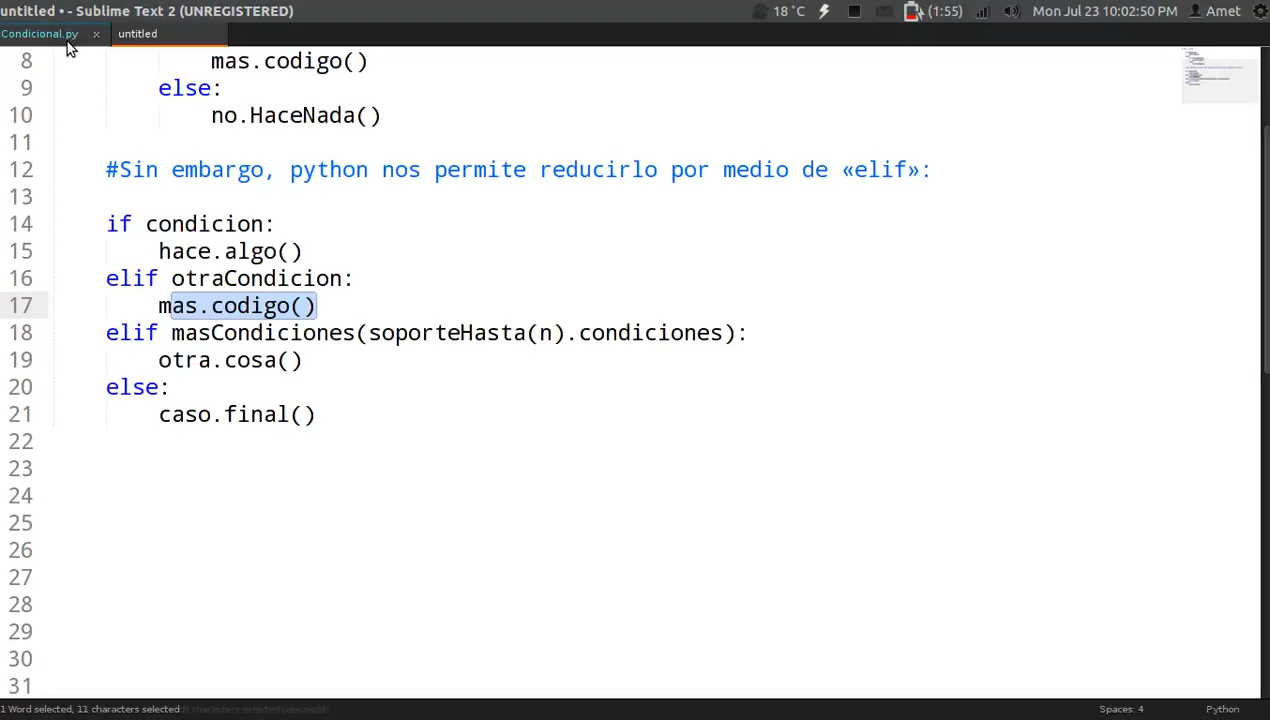 untitled • - Sublime Text 2 (UNREGISTERED) 18 °C (1:55) Mon Jul 23 10:02:50 PM Amet
Condicional.py × untitled
8 mas.codigo()
9 else:
10 no.HaceNada()
11
12 #Sin embargo, python nos permite reducirlo por medio de «elif»:
13
14 if condicion:
15 hace.algo()
16 elif otraCondicion:
17 mas.codigo()
18 elif masCondiciones(soporteHasta(n).condiciones):
19 otra.cosa()
20 else:
21 caso.final()
22
23
24
25
26
27
28
29
30
31
1 Word selected, 11 characters selected Spaces: 4 Python